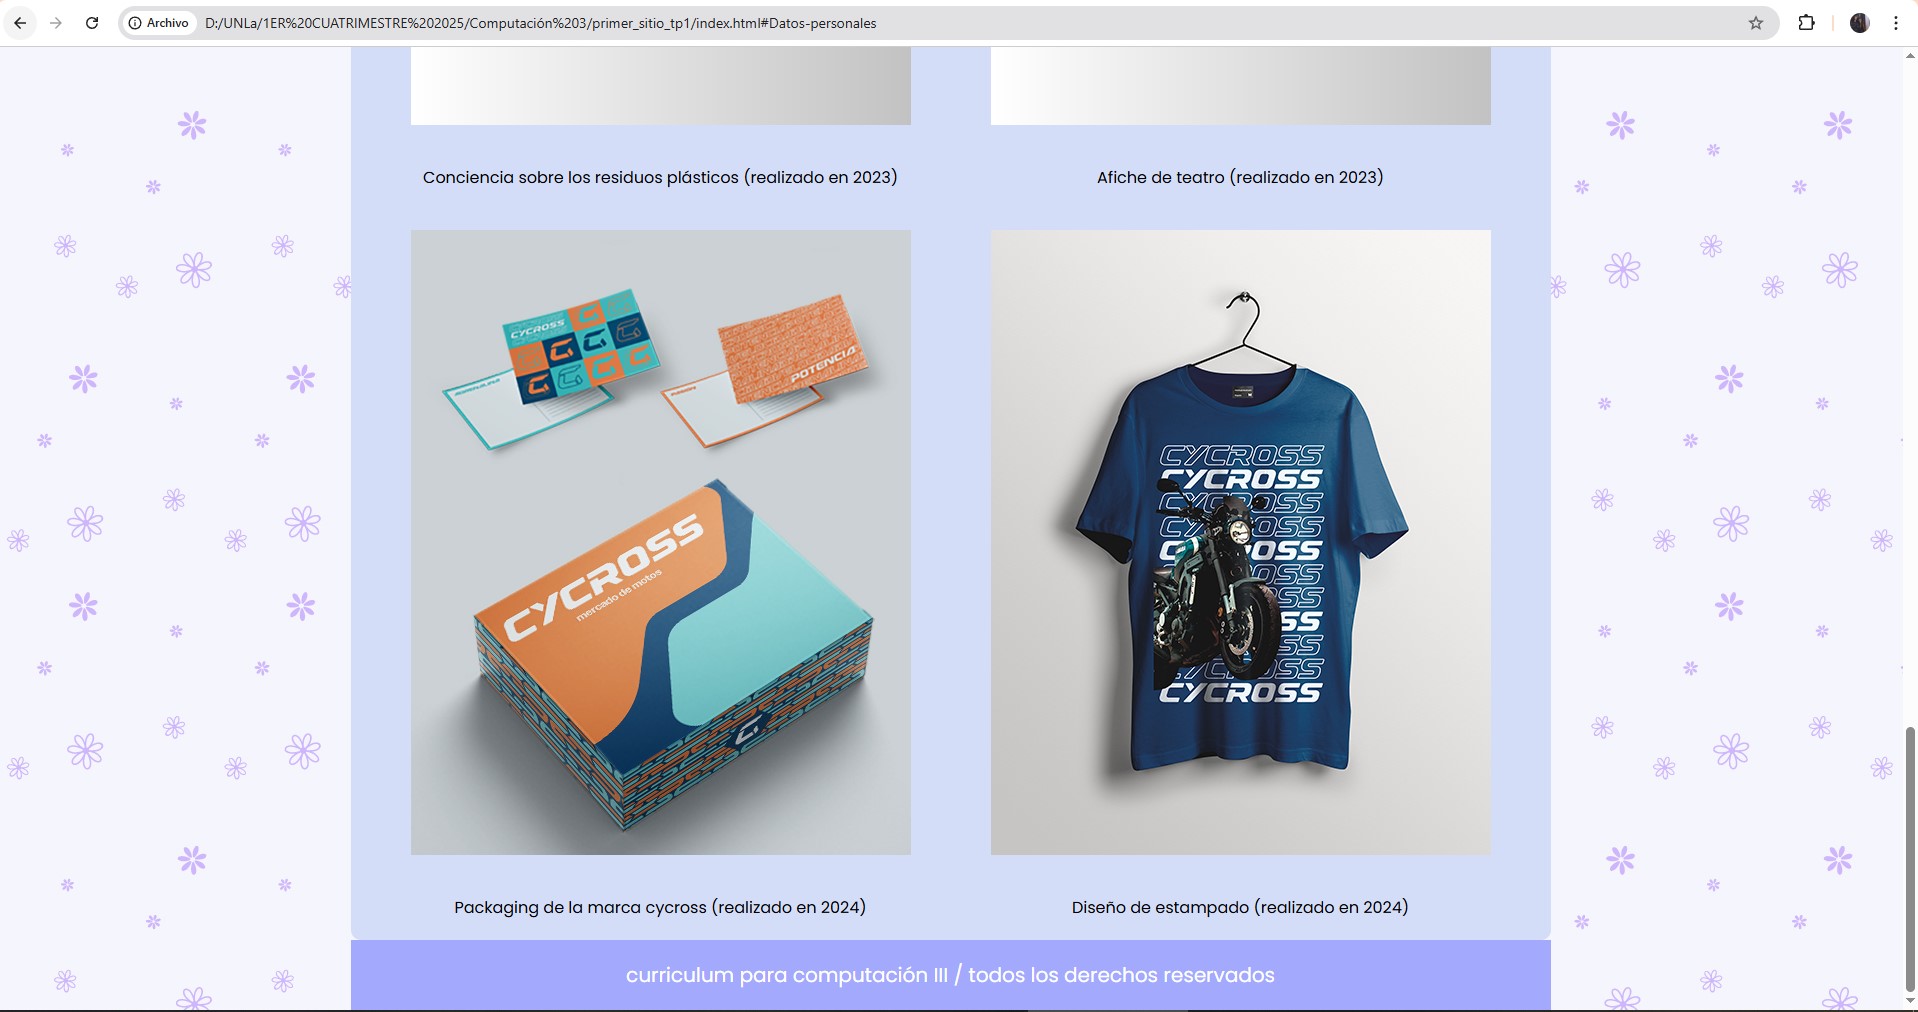 Archivo
D:/UNLa/1ER%20CUATRIMESTRE%202025/Computación%203/primer_sitio_tp1/index.html#Datos-personales
Conciencia sobre los residuos plásticos (realizado en 2023)
Afiche de teatro (realizado en 2023)
CYCROSS
POTENCIA
CYCROSS
mercado de motos
CYCROSS
CYCROSS
CYCROSS
CYCROSS
CYCROSS
Packaging de la marca cycross (realizado en 2024)
Diseño de estampado (realizado en 2024)
curriculum para computación III / todos los derechos reservados